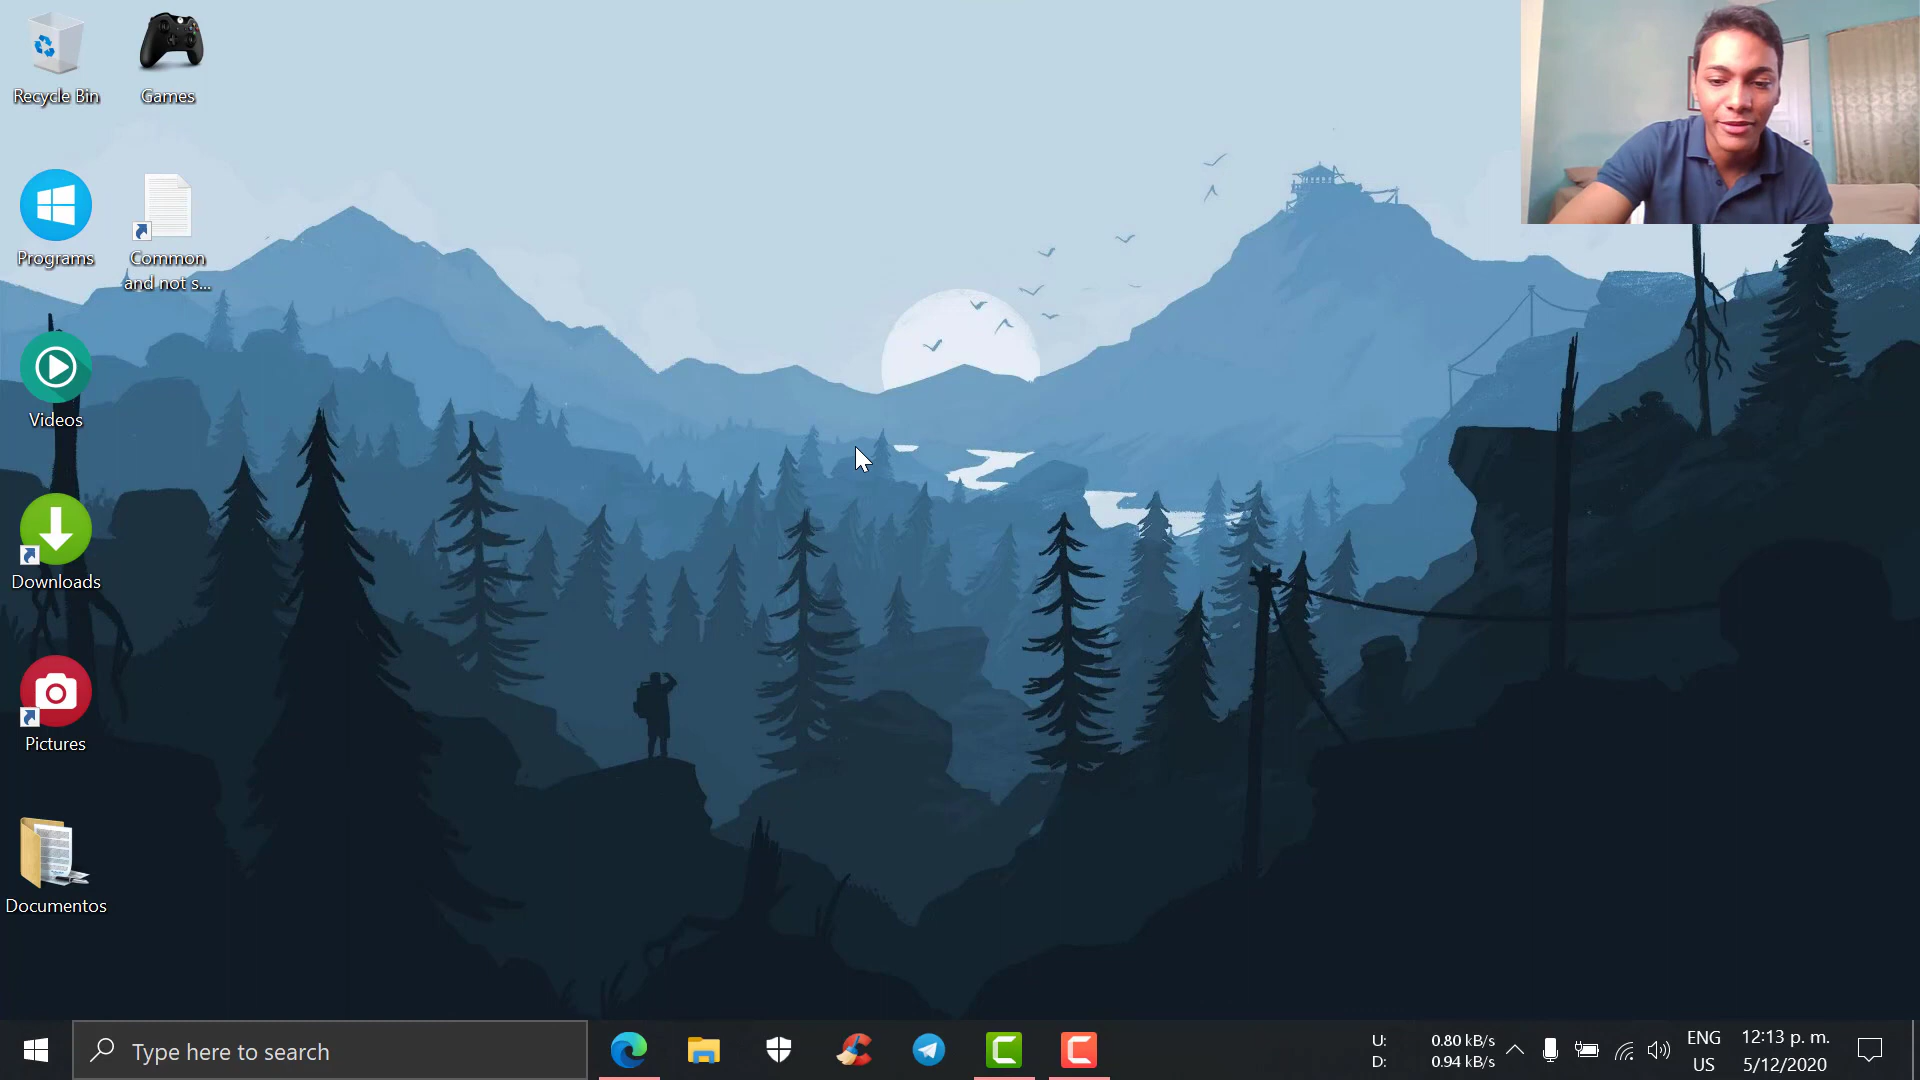 Recycle Bin
Games
Programs
Common
and not s...
Videos
Downloads
Pictures
Documentos
Type here to search
U: 0.80 kB/s
D: 0.94 kB/s
ENG
US
12:13 p. m.
5/12/2020